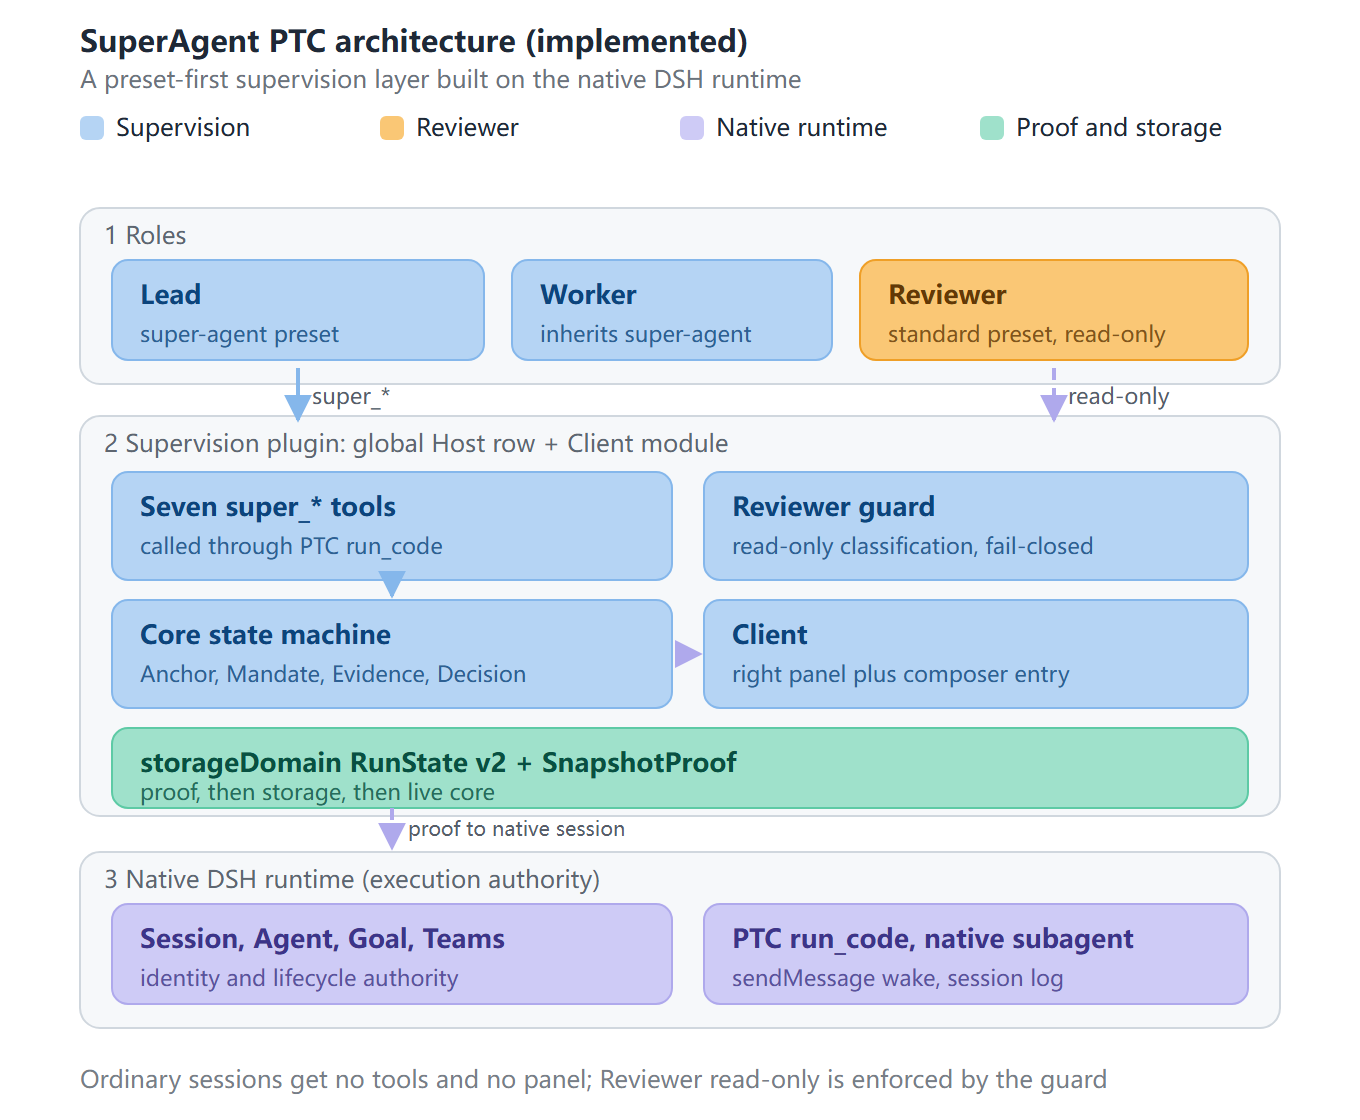 SuperAgent PTC architecture (implemented)
A preset-first supervision layer built on the native DSH runtime
Supervision
Reviewer
Native runtime
Proof and storage
1 Roles
Lead
super-agent preset
Worker
inherits super-agent
Reviewer
standard preset, read-only
super_*
read-only
2 Supervision plugin: global Host row + Client module
Seven super_* tools
called through PTC run_code
Reviewer guard
read-only classification, fail-closed
Core state machine
Anchor, Mandate, Evidence, Decision
Client
right panel plus composer entry
storageDomain RunState v2 + SnapshotProof
proof, then storage, then live core
proof to native session
3 Native DSH runtime (execution authority)
Session, Agent, Goal, Teams
identity and lifecycle authority
PTC run_code, native subagent
sendMessage wake, session log
Ordinary sessions get no tools and no panel; Reviewer read-only is enforced by the guard